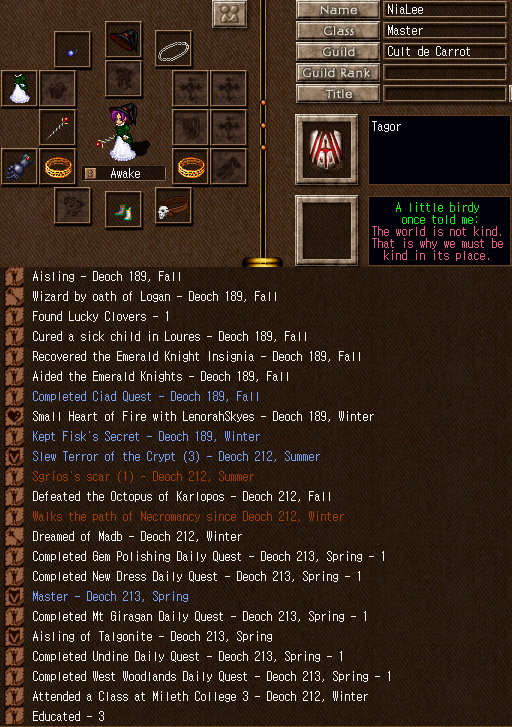 Name NiaLee
Class Master
Guild Cult de Carrot
Guild Rank
Title
Tagor
Awake
A little birdy
once told me:
The world is not kind.
That is why we must be
kind in its place.
Aisling - Deoch 189, Fall
Wizard by oath of Logan - Deoch 189, Fall
Found Lucky Clovers - 1
Cured a sick child in Loures - Deoch 189, Fall
Recovered the Emerald Knight Insignia - Deoch 189, Fall
Aided the Emerald Knights - Deoch 189, Fall
Completed Ciad Quest - Deoch 189, Fall
Small Heart of Fire with LenorahSkyes - Deoch 189, Winter
Kept Fisk's Secret - Deoch 189, Winter
Slew Terror of the Crypt (3) - Deoch 212, Summer
Sgrios's scar (1) - Deoch 212, Summer
Defeated the Octopus of Karlopos - Deoch 212, Fall
Walks the path of Necromancy since Deoch 212, Winter
Dreamed of Madb - Deoch 212, Winter
Completed Gem Polishing Daily Quest - Deoch 213, Spring - 1
Completed New Dress Daily Quest - Deoch 213, Spring - 1
Master - Deoch 213, Spring
Completed Mt Giragan Daily Quest - Deoch 213, Spring - 1
Aisling of Talgonite - Deoch 213, Spring
Completed Undine Daily Quest - Deoch 213, Spring - 1
Completed West Woodlands Daily Quest - Deoch 213, Spring - 1
Attended a Class at Mileth College 3 - Deoch 212, Winter
Educated - 3